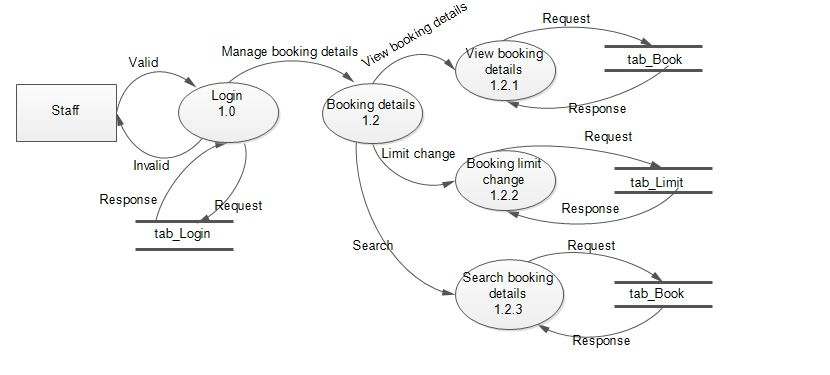 View booking details
Request
Manage booking details
Valid
View booking
details
1.2.1
tab_Book
Response
Staff
Login
1.0
Booking details
1.2
Request
Limit change
Invalid
Booking limit
change
1.2.2
tab_Limit
Response
Request
Response
tab_Login
Search
Request
Search booking
details
1.2.3
tab_Book
Response